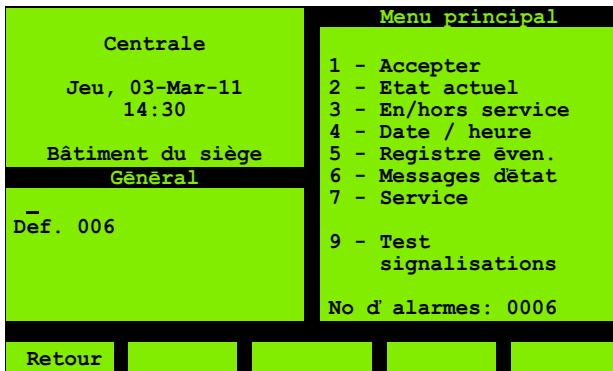 Centrale
Jeu, 03-Mar-11
14:30
Bâtiment du siège
Gēnēral
Def. 006
Menu principal
1 - Accepter
2 - Etat actuel
3 - En/hors service
4 - Date / heure
5 - Registre ēven.
6 - Messages d'ētat
7 - Service
9 - Test
signalisations
No d' alarmes: 0006
Retour